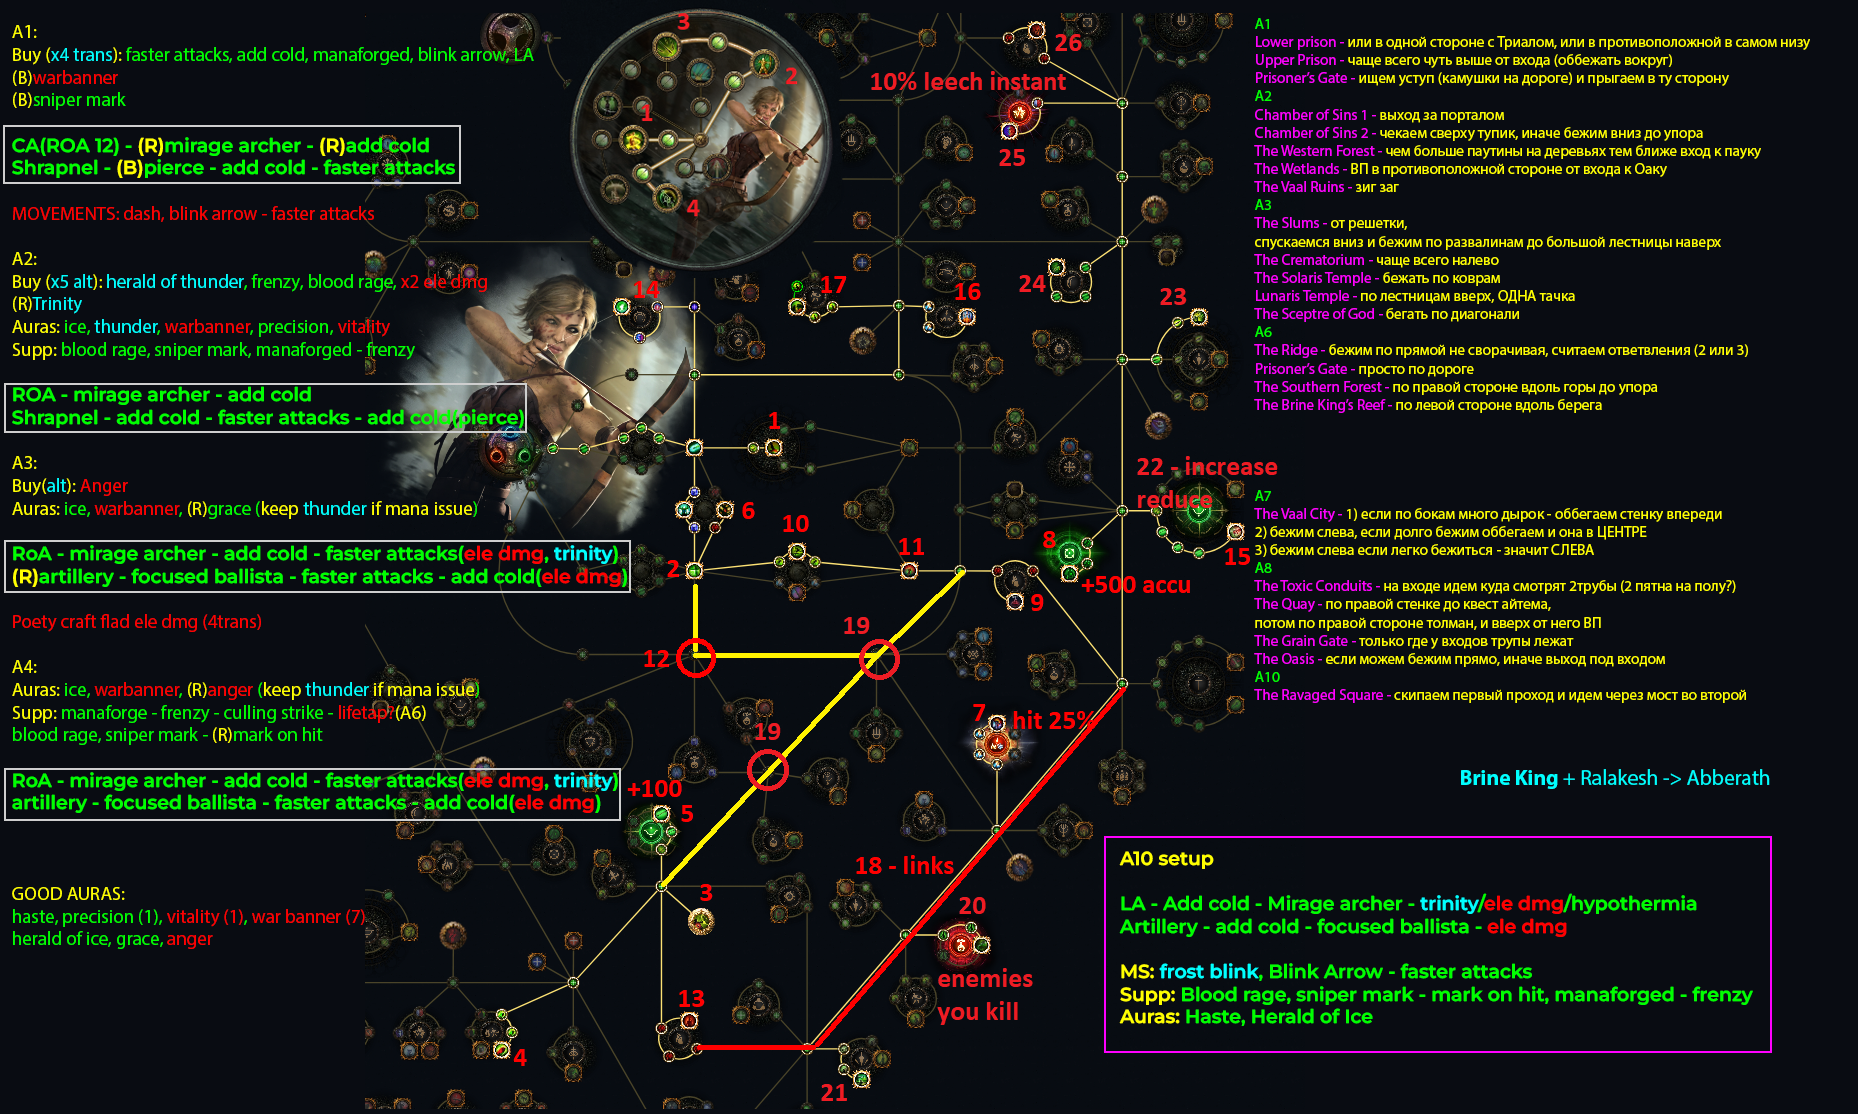 A1:
Buy (x4 trans): faster attacks, add cold, manaforged, blink arrow, LA
(B)warbanner
(B)sniper mark
CA(ROA 12) - (R)mirage archer - (R)add cold
Shrapnel - (B)pierce - add cold - faster attacks
MOVEMENTS: dash, blink arrow - faster attacks
A2:
Buy (x5 alt): herald of thunder, frenzy, blood rage, x2 ele dmg
(R)Trinity
Auras: ice, thunder, warbanner, precision, vitality
Supp: blood rage, sniper mark, manaforged - frenzy
ROA - mirage archer - add cold
Shrapnel - add cold - faster attacks - add cold(pierce)
A3:
Buy(alt): Anger
Auras: ice, warbanner, (R)grace (keep thunder if mana issue)
RoA - mirage archer - add cold - faster attacks(ele dmg, trinity)
(R)artillery - focused ballista - faster attacks - add cold(ele dmg)
Poety craft flad ele dmg (4trans)
A4:
Auras: ice, warbanner, (R)anger (keep thunder if mana issue)
Supp: manaforge - frenzy - culling strike - lifetap?(A6)
blood rage, sniper mark - (R)mark on hit
RoA - mirage archer - add cold - faster attacks(ele dmg, trinity)
artillery - focused ballista - faster attacks - add cold(ele dmg)
GOOD AURAS:
haste, precision (1), vitality (1), war banner (7),
herald of ice, grace, anger
3
2
1
4
26
10% leech instant
25
14
17
16
24
23
1
22 - increase
reduce
6
10
8
15
2
11
+500 accu
9
19
12
7
hit 25%
19
+100
5
18 - links
3
20
enemies
you kill
13
4
21
A1
Lower prison - или в одной стороне с Триалом, или в противоположной в самом низу
Upper Prison - чаще всего чуть выше от входа (оббежать вокруг)
Prisoner's Gate - ищем уступ (камушки на дороге) и прыгаем в ту сторону
A2
Chamber of Sins 1 - выход за порталом
Chamber of Sins 2 - чекаем сверху тупик, иначе бежим вниз до упора
The Western Forest - чем больше паутины на деревьях тем ближе вход к пауку
The Wetlands - ВП в противоположной стороне от входа к Оаку
The Vaal Ruins - зиг заг
A3
The Slums - от решетки,
спускаемся вниз и бежим по развалинам до большой лестницы наверх
The Crematorium - чаще всего налево
The Solaris Temple - бежать по коврам
Lunaris Temple - по лестницам вверх, ОДНА тачка
The Sceptre of God - бегать по диагонали
A6
The Ridge - бежим по прямой не сворачивая, считаем ответвления (2 или 3)
Prisoner's Gate - просто по дороге
The Southern Forest - по правой стороне вдоль горы до упора
The Brine King's Reef - по левой стороне вдоль берега
A7
The Vaal City - 1) если по бокам много дырок - оббегаем стенку впереди
2) бежим слева, если долго бежим оббегаем и она в ЦЕНТРЕ
3) бежим слева если легко бежиться - значит СЛЕВА
A8
The Toxic Conduits - на входе идем куда смотрят 2трубы (2 пятна на полу?)
The Quay - по правой стенке до квест айтема,
потом по правой стороне толман, и вверх от него ВП
The Grain Gate - только где у входов трупы лежат
The Oasis - если можем бежим прямо, иначе выход под входом
A10
The Ravaged Square - скипаем первый проход и идем через мост во второй
Brine King + Ralakesh -> Abberath
A10 setup
LA - Add cold - Mirage archer - trinity/ele dmg/hypothermia
Artillery - add cold - focused ballista - ele dmg
MS: frost blink, Blink Arrow - faster attacks
Supp: Blood rage, sniper mark - mark on hit, manaforged - frenzy
Auras: Haste, Herald of Ice